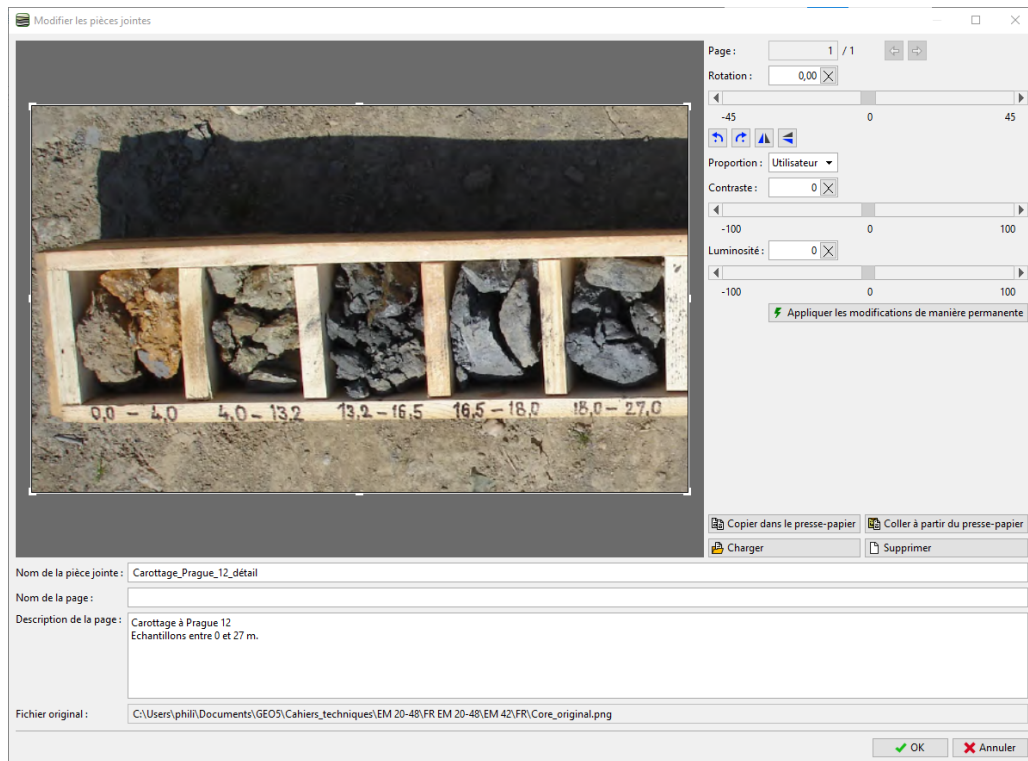 Modifier les pièces jointes
Page : 1 / 1
Rotation : 0,00
-45 0 45
Proportion : Utilisateur
Contraste : 0
-100 0 100
Luminosité : 0
-100 0 100
Appliquer les modifications de manière permanente
0,0 - 4,0 4,0 - 13,2 13,2 - 16,5 16,5 - 18,0 18,0 - 27,0
Copier dans le presse-papier Coller à partir du presse-papier
Charger Supprimer
Nom de la pièce jointe : Carottage_Prague_12_détail
Nom de la page :
Description de la page : Carottage à Prague 12
Echantillons entre 0 et 27 m.
Fichier original : C:\Users\phili\Documents\GEO5\Cahiers_techniques\EM 20-48\FR EM 20-48\EM 42\FR\Core_original.png
OK Annuler